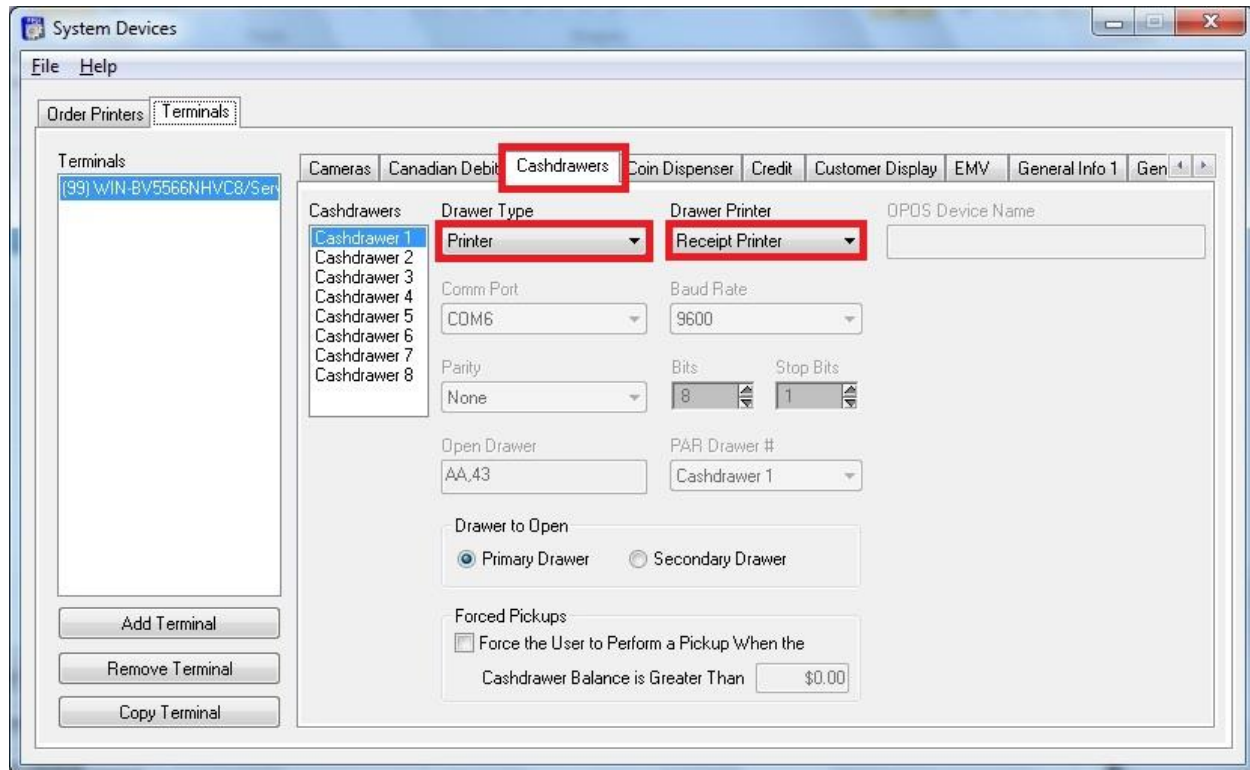 System Devices
File Help
Order Printers Terminals
Terminals
(99) WIN-BV5566NHVC8/Serv
Add Terminal
Remove Terminal
Copy Terminal
Cameras Canadian Debit Cashdrawers Coin Dispenser Credit Customer Display EMV General Info 1 Gen
Cashdrawers
Cashdrawer 1
Cashdrawer 2
Cashdrawer 3
Cashdrawer 4
Cashdrawer 5
Cashdrawer 6
Cashdrawer 7
Cashdrawer 8
Drawer Type Drawer Printer OPOS Device Name
Printer Receipt Printer
Comm Port Baud Rate
COM6 9600
Parity Bits Stop Bits
None 8 1
Open Drawer PAR Drawer #
AA,43 Cashdrawer 1
Drawer to Open
Primary Drawer Secondary Drawer
Forced Pickups
Force the User to Perform a Pickup When the
Cashdrawer Balance is Greater Than $0.00